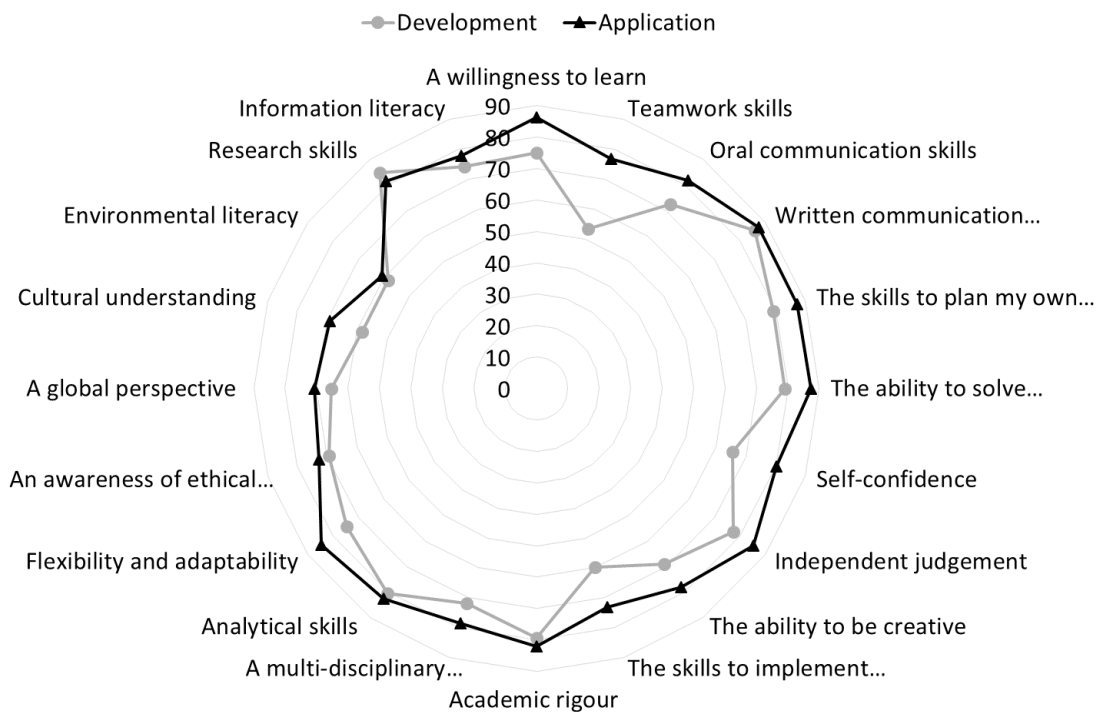 Development Application
A willingness to learn
Teamwork skills
Oral communication skills
Written communication...
The skills to plan my own...
The ability to solve...
Self-confidence
Independent judgement
The ability to be creative
The skills to implement...
Academic rigour
A multi-disciplinary...
Analytical skills
Flexibility and adaptability
An awareness of ethical...
A global perspective
Cultural understanding
Environmental literacy
Research skills
Information literacy
90
80
70
60
50
40
30
20
10
0